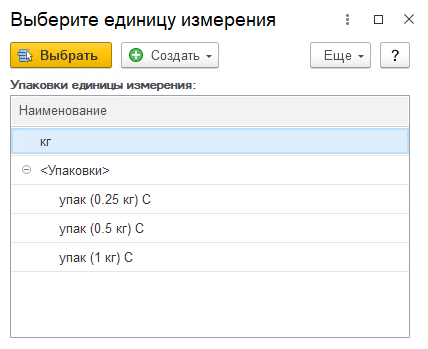 Выберите единицу измерения
Выбрать
Создать
Еще
?
Упаковки единицы измерения:
Наименование
кг
<Упаковки>
упак (0.25 кг) С
упак (0.5 кг) С
упак (1 кг) С